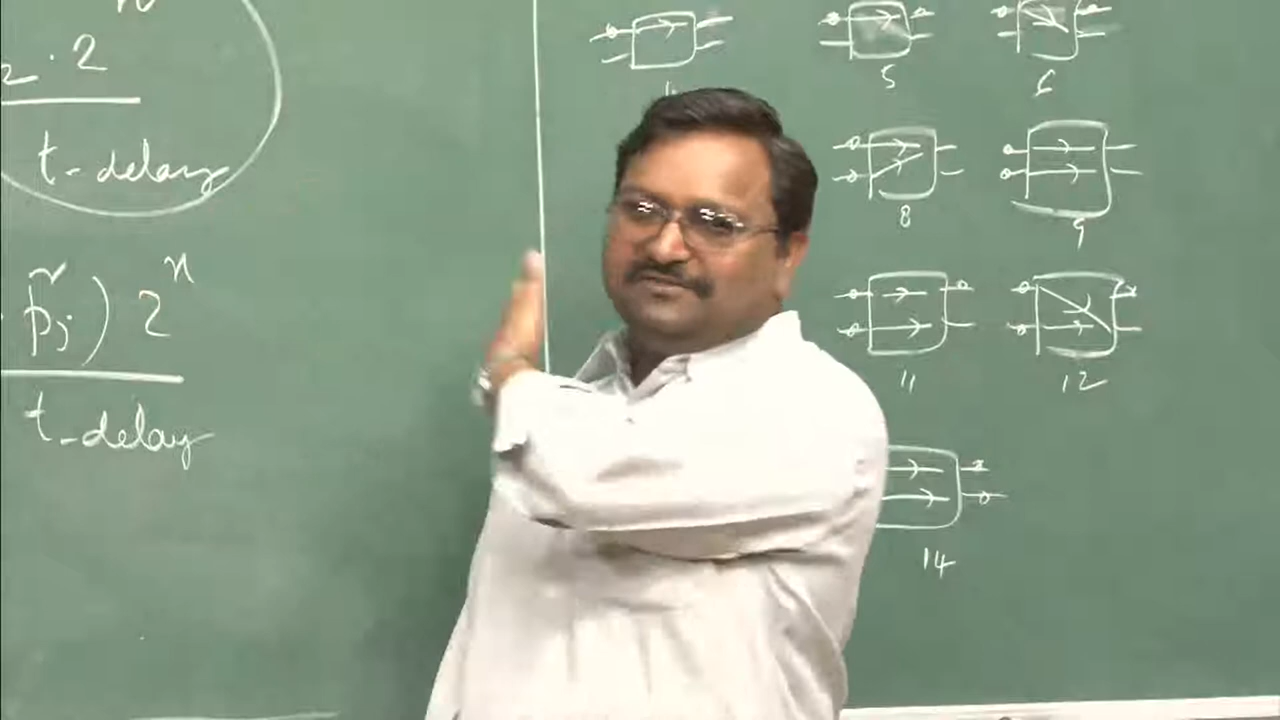 2 · 2
t-delay
p̃j) 2^n
t-delay
5 6
8 9
11 12
14